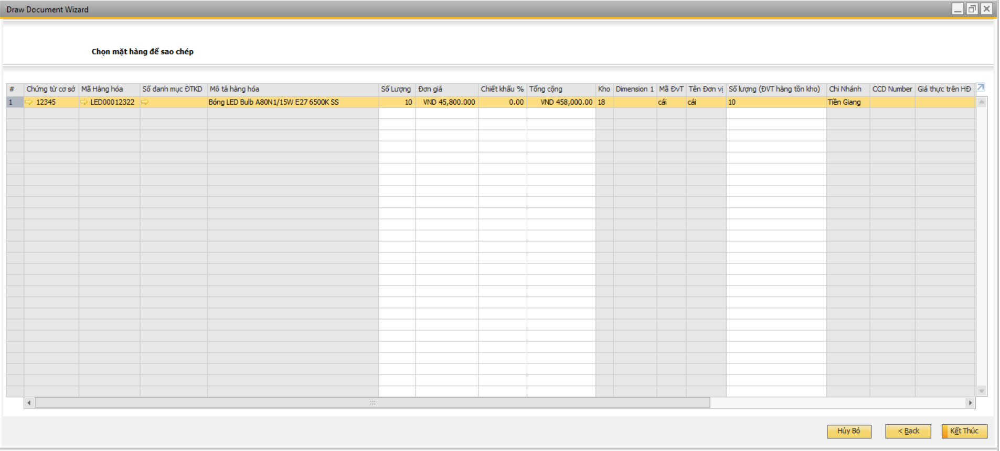 Draw Document Wizard
Chọn mặt hàng để sao chép
# Chứng từ cơ sở Mã Hàng hóa Số danh mục ĐTKD Mô tả hàng hóa Số Lượng Đơn giá Chiết khấu % Tổng cộng Kho Dimension 1 Mã ĐvT Tên Đơn vị Số lượng (ĐVT hàng tồn kho) Chi Nhánh CCD Number Giá thực trên HĐ
1 12345 LED00012322 Bóng LED Bulb A80N1/15W E27 6500K SS 10 VND 45,800.000 0.00 VND 458,000.00 18 cái cái 10 Tiền Giang
Hủy Bỏ < Back Kết Thúc